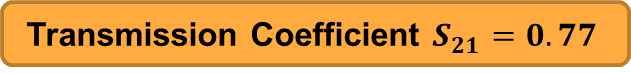 Transmission Coefficient S₂₁ = 0.77